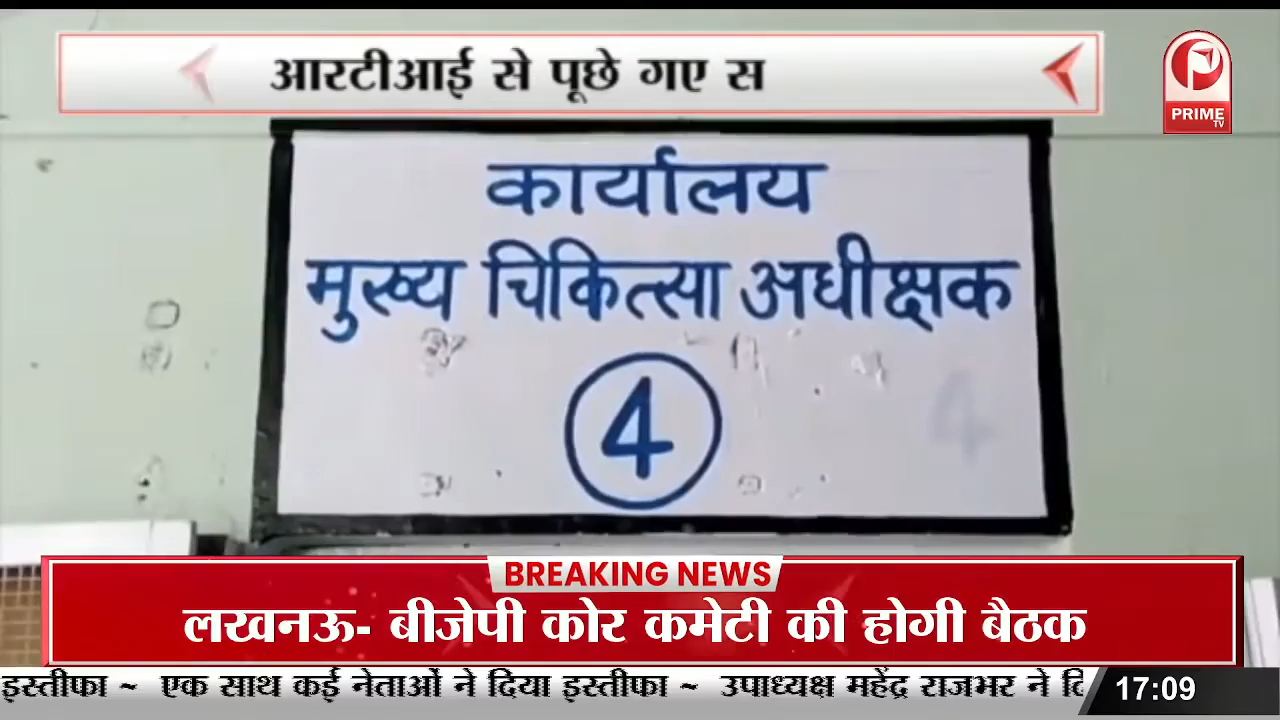 आरटीआई से पूछे गए स
PRIME
TV
कार्यालय
मुख्य चिकित्सा अधीक्षक
4
BREAKING NEWS
लखनऊ- बीजेपी कोर कमेटी की होगी बैठक
इस्तीफा ~ एक साथ कई नेताओं ने दिया इस्तीफा ~ उपाध्यक्ष महेंद्र राजभर ने दि
17:09